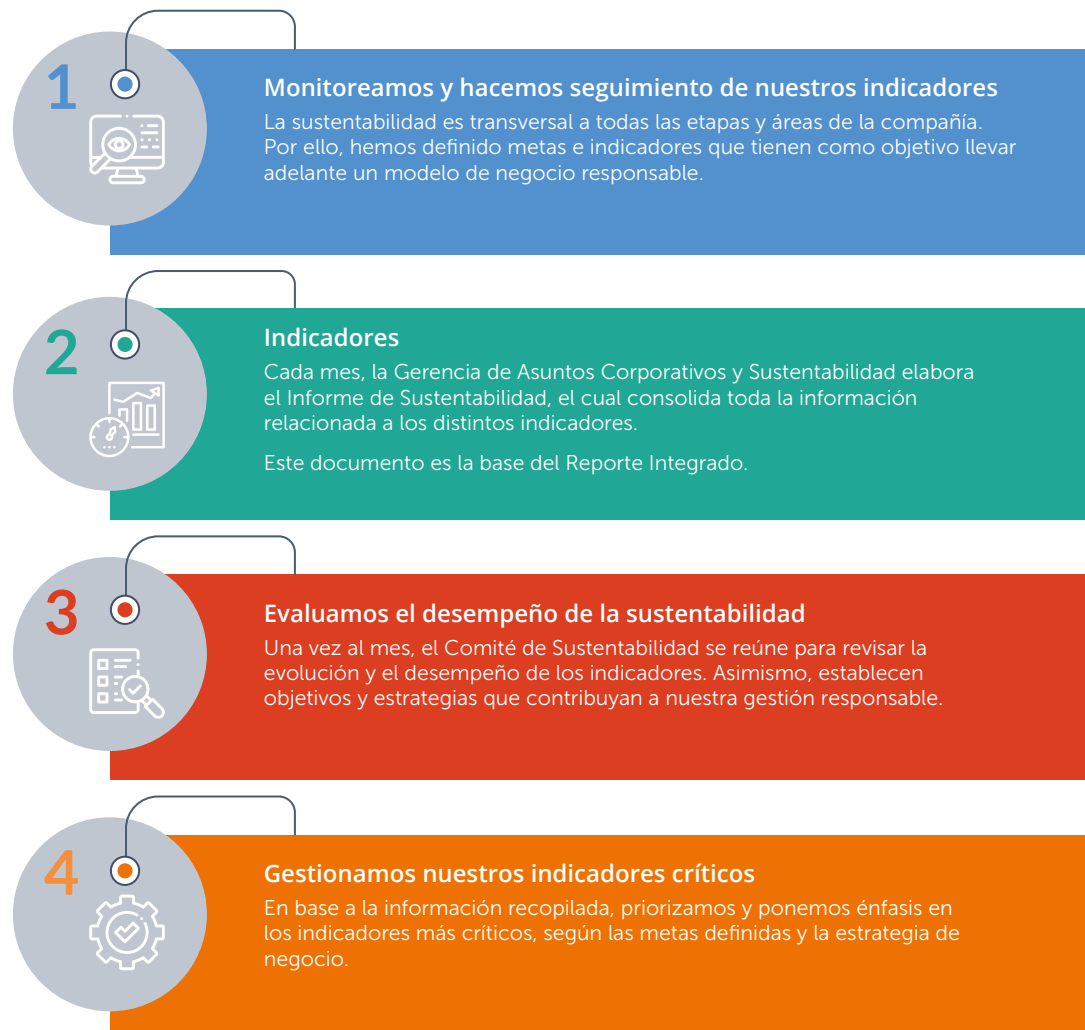 1
Monitoreamos y hacemos seguimiento de nuestros indicadores
La sustentabilidad es transversal a todas las etapas y áreas de la compañía.
Por ello, hemos definido metas e indicadores que tienen como objetivo llevar
adelante un modelo de negocio responsable.
2
Indicadores
Cada mes, la Gerencia de Asuntos Corporativos y Sustentabilidad elabora
el Informe de Sustentabilidad, el cual consolida toda la información
relacionada a los distintos indicadores.
Este documento es la base del Reporte Integrado.
3
Evaluamos el desempeño de la sustentabilidad
Una vez al mes, el Comité de Sustentabilidad se reúne para revisar la
evolución y el desempeño de los indicadores. Asimismo, establecen
objetivos y estrategias que contribuyan a nuestra gestión responsable.
4
Gestionamos nuestros indicadores críticos
En base a la información recopilada, priorizamos y ponemos énfasis en
los indicadores más críticos, según las metas definidas y la estrategia de
negocio.